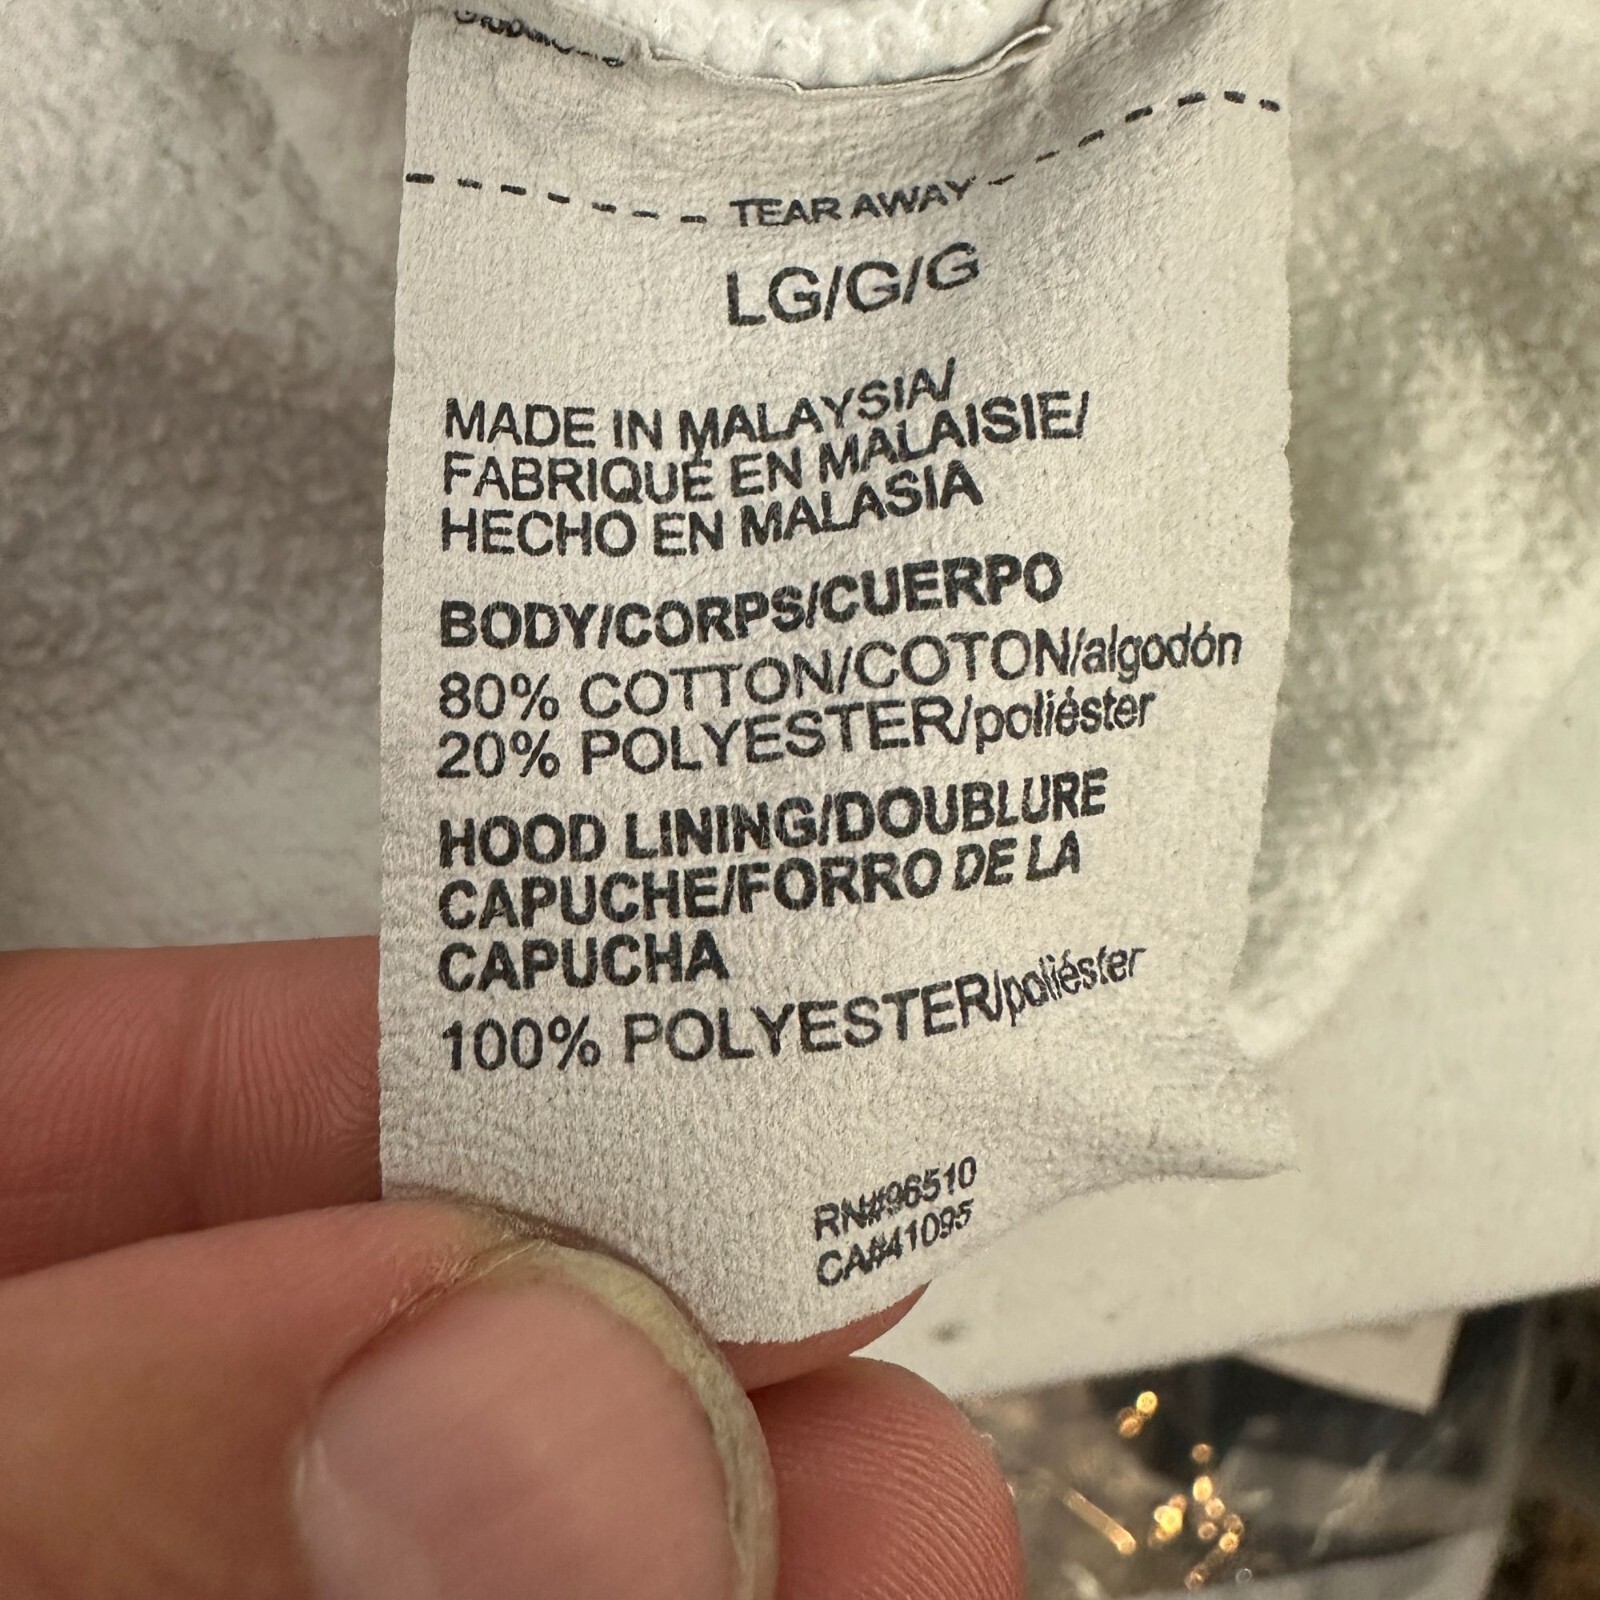 TEAR AWAY
LG/G/G
MADE IN MALAYSIA/
FABRIQUÉ EN MALAISIE/
HECHO EN MALASIA
BODY/CORPS/CUERPO
80% COTTON/COTON/algodón
20% POLYESTER/poliéster
HOOD LINING/DOUBLURE
CAPUCHE/FORRO DE LA
CAPUCHA
100% POLYESTER/poliéster
RN#96510
CA#41095